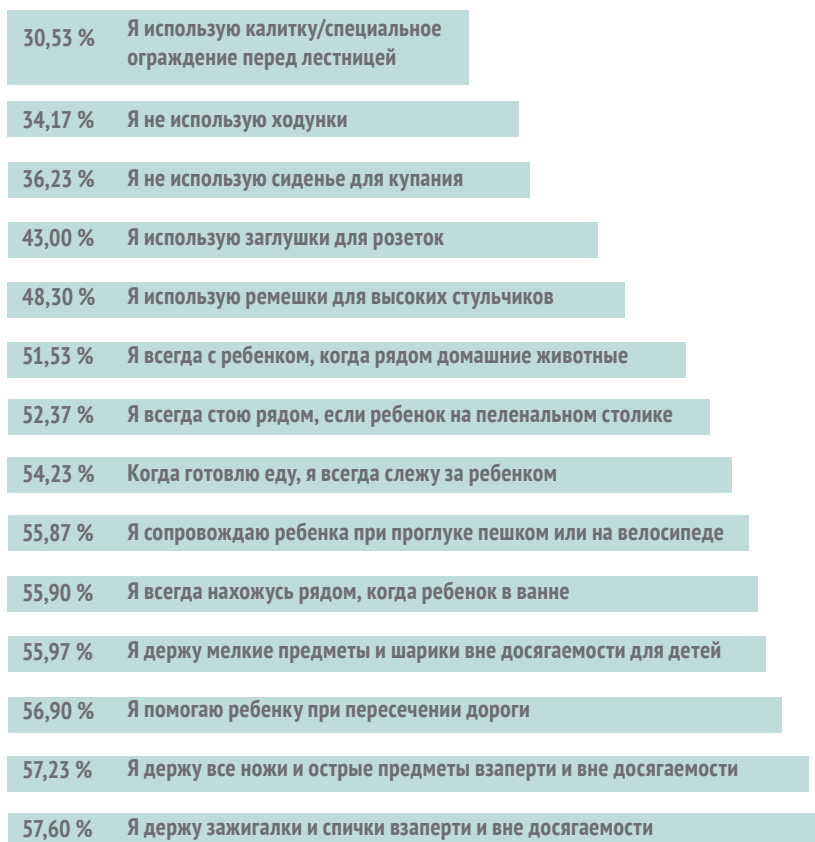 30,53 % Я использую калитку/специальное
ограждение перед лестницей
34,17 % Я не использую ходунки
36,23 % Я не использую сиденье для купания
43,00 % Я использую заглушки для розеток
48,30 % Я использую ремешки для высоких стульчиков
51,53 % Я всегда с ребенком, когда рядом домашние животные
52,37 % Я всегда стою рядом, если ребенок на пеленальном столике
54,23 % Когда готовлю еду, я всегда слежу за ребенком
55,87 % Я сопровождаю ребенка при проглуке пешком или на велосипеде
55,90 % Я всегда нахожусь рядом, когда ребенок в ванне
55,97 % Я держу мелкие предметы и шарики вне досягаемости для детей
56,90 % Я помогаю ребенку при пересечении дороги
57,23 % Я держу все ножи и острые предметы взаперти и вне досягаемости
57,60 % Я держу зажигалки и спички взаперти и вне досягаемости